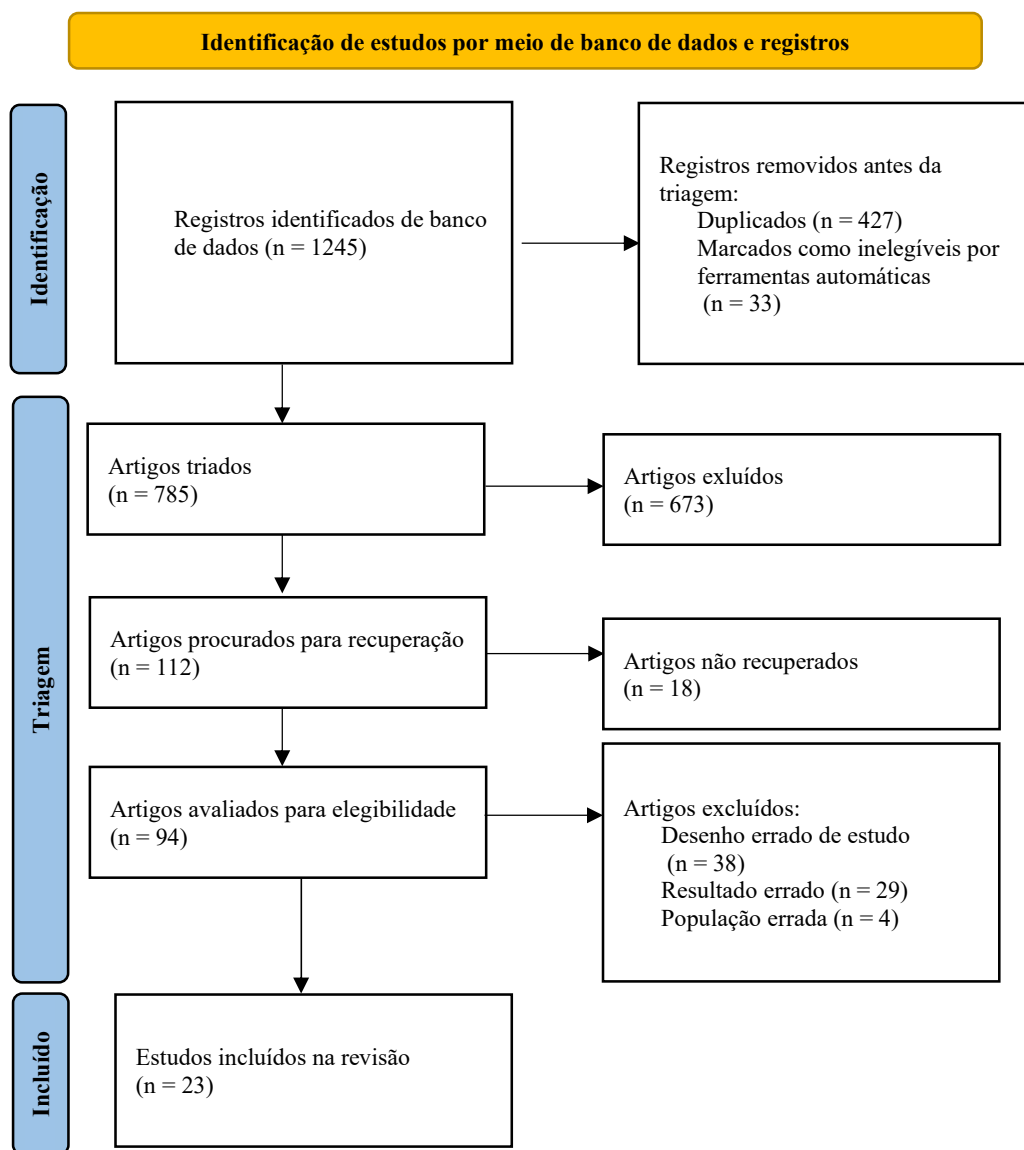 Identificação de estudos por meio de banco de dados e registros
Identificação
Registros identificados de banco
de dados (n = 1245)
Registros removidos antes da
triagem:
Duplicados (n = 427)
Marcados como inelegíveis por
ferramentas automáticas
(n = 33)
Triagem
Artigos triados
(n = 785)
Artigos exluídos
(n = 673)
Artigos procurados para recuperação
(n = 112)
Artigos não recuperados
(n = 18)
Artigos avaliados para elegibilidade
(n = 94)
Artigos excluídos:
Desenho errado de estudo
(n = 38)
Resultado errado (n = 29)
População errada (n = 4)
Incluído
Estudos incluídos na revisão
(n = 23)